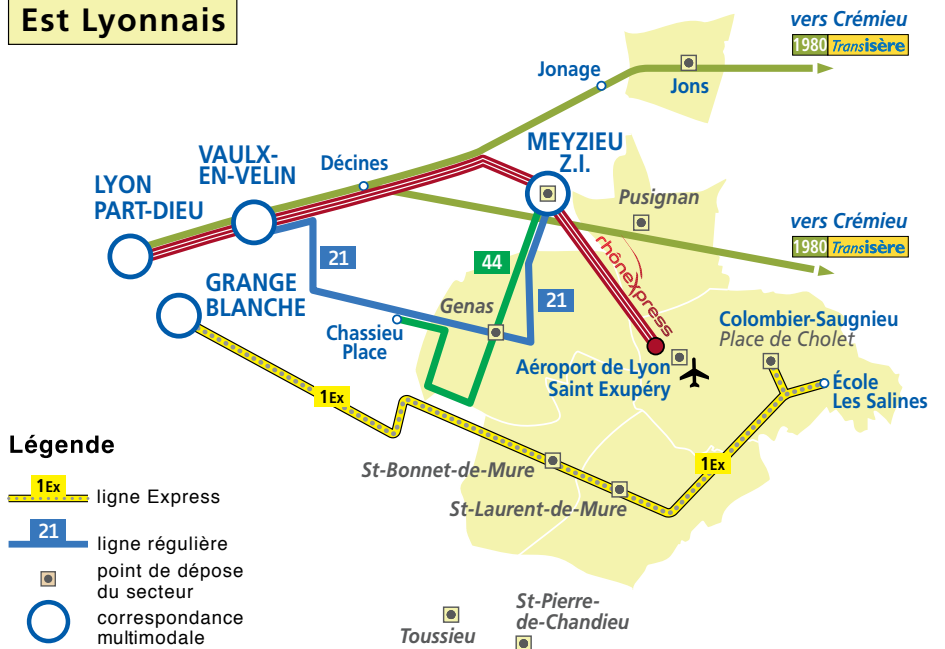 Est Lyonnais
vers Crémieu
1980 Transisère
Jonage
Jons
MEYZIEU
Z.I.
VAULX-
EN-VELIN
Décines
LYON
PART-DIEU
Pusignan
vers Crémieu
1980 Transisère
rhônexpress
21
44
GRANGE
BLANCHE
Genas
21
Chassieu
Place
Colombier-Saugnieu
Place de Cholet
Aéroport de Lyon
Saint Exupéry
École
Les Salines
1Ex
Légende
St-Bonnet-de-Mure
1Ex
1Ex
ligne Express
St-Laurent-de-Mure
21
ligne régulière
point de dépose
du secteur
correspondance
multimodale
Toussieu
St-Pierre-
de-Chandieu